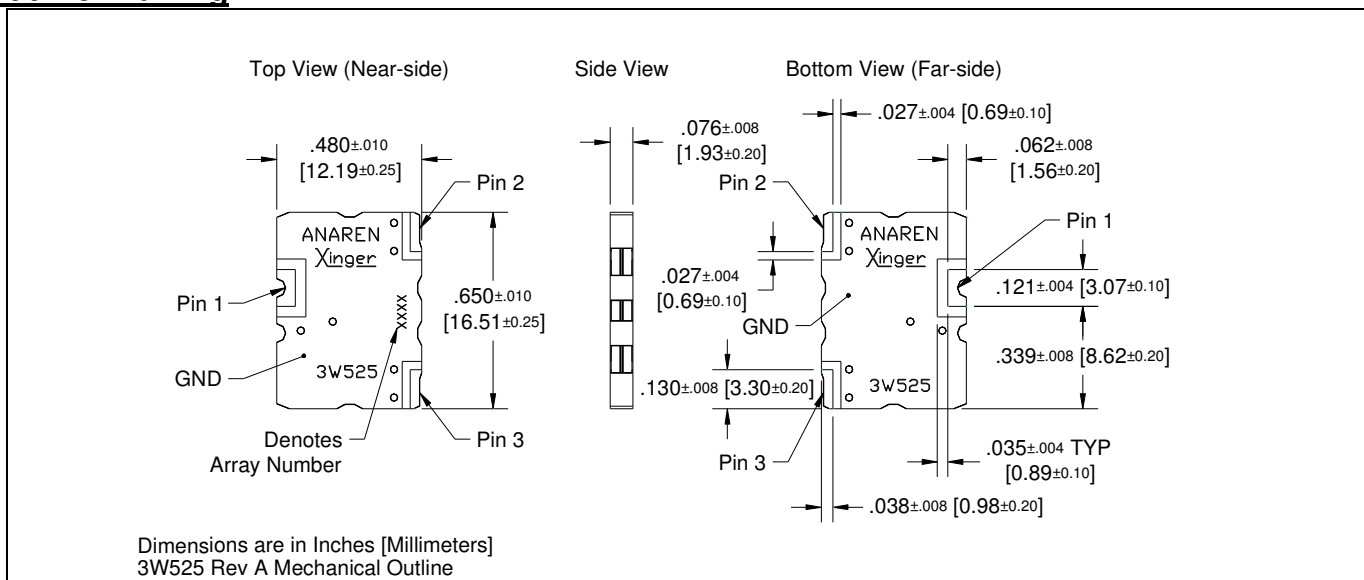 Top View (Near-side)
Side View
Bottom View (Far-side)
.480±.010
[12.19±0.25]
Pin 2
ANAREN
Xinger
Pin 1
XXXX
.650±.010
[16.51±0.25]
GND
3W525
Denotes
Array Number
Pin 3
.076±.008
[1.93±0.20]
.027±.004 [0.69±0.10]
.062±.008
[1.56±0.20]
Pin 2
Pin 1
ANAREN
Xinger
.027±.004
[0.69±0.10]
GND
.121±.004 [3.07±0.10]
.339±.008 [8.62±0.20]
3W525
.130±.008 [3.30±0.20]
Pin 3
.035±.004 TYP
[0.89±0.10]
.038±.008 [0.98±0.20]
Dimensions are in Inches [Millimeters]
3W525 Rev A Mechanical Outline